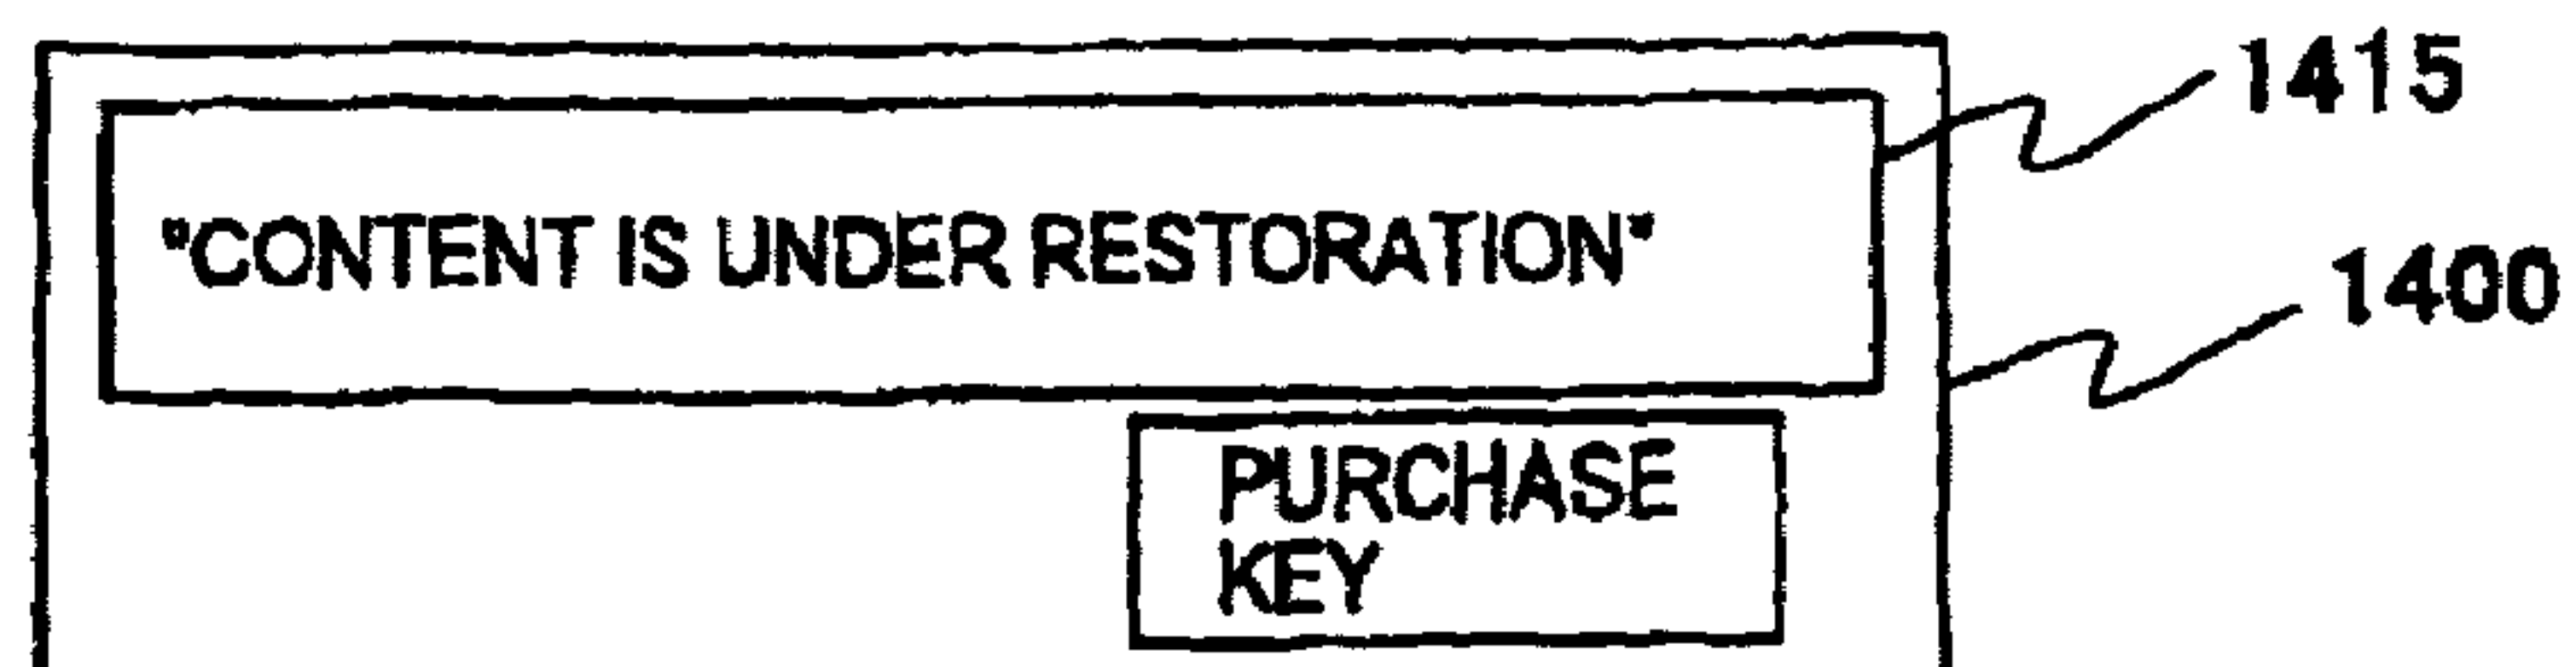 1415
"CONTENT IS UNDER RESTORATION"
1400
PURCHASE
KEY